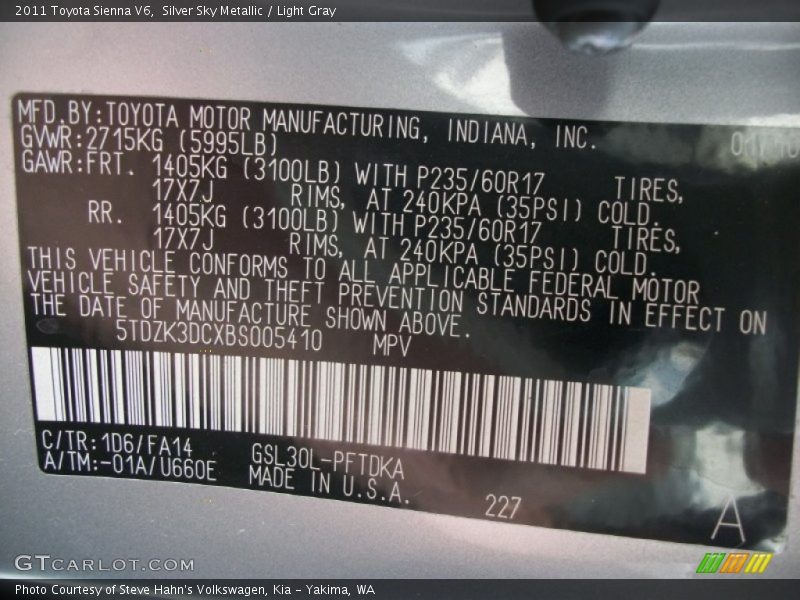 2011 Toyota Sienna V6,  Silver Sky Metallic / Light Gray
MFD.BY:TOYOTA MOTOR MANUFACTURING, INDIANA, INC.
GVWR:2715KG (5995LB)
GAWR:FRT. 1405KG (3100LB) WITH P235/60R17 TIRES,
17X7J RIMS, AT 240KPA (35PSI) COLD.
RR. 1405KG (3100LB) WITH P235/60R17 TIRES,
17X7J RIMS, AT 240KPA (35PSI) COLD.
THIS VEHICLE CONFORMS TO ALL APPLICABLE FEDERAL MOTOR
VEHICLE SAFETY AND THEFT PREVENTION STANDARDS IN EFFECT ON
THE DATE OF MANUFACTURE SHOWN ABOVE.
5TDZK3DCXBS005410 MPV
C/TR:1D6/FA14
A/TM:-01A/U660E
GSL30L-PFTDKA
MADE IN U.S.A.
227
A
GTCARLOT.COM
Photo Courtesy of Steve Hahn's Volkswagen, Kia - Yakima, WA